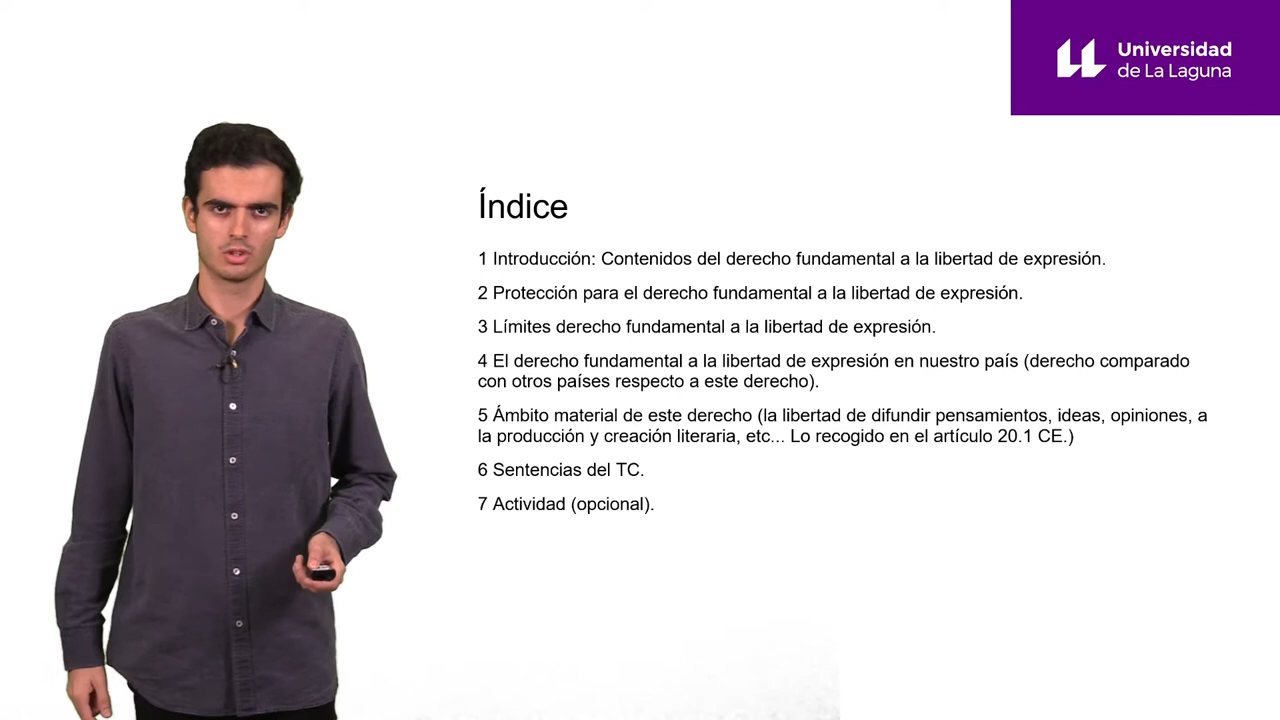 Universidad
de La Laguna
Índice
1 Introducción: Contenidos del derecho fundamental a la libertad de expresión.
2 Protección para el derecho fundamental a la libertad de expresión.
3 Límites derecho fundamental a la libertad de expresión.
4 El derecho fundamental a la libertad de expresión en nuestro país (derecho comparado
con otros países respecto a este derecho).
5 Ámbito material de este derecho (la libertad de difundir pensamientos, ideas, opiniones, a
la producción y creación literaria, etc... Lo recogido en el artículo 20.1 CE.)
6 Sentencias del TC.
7 Actividad (opcional).